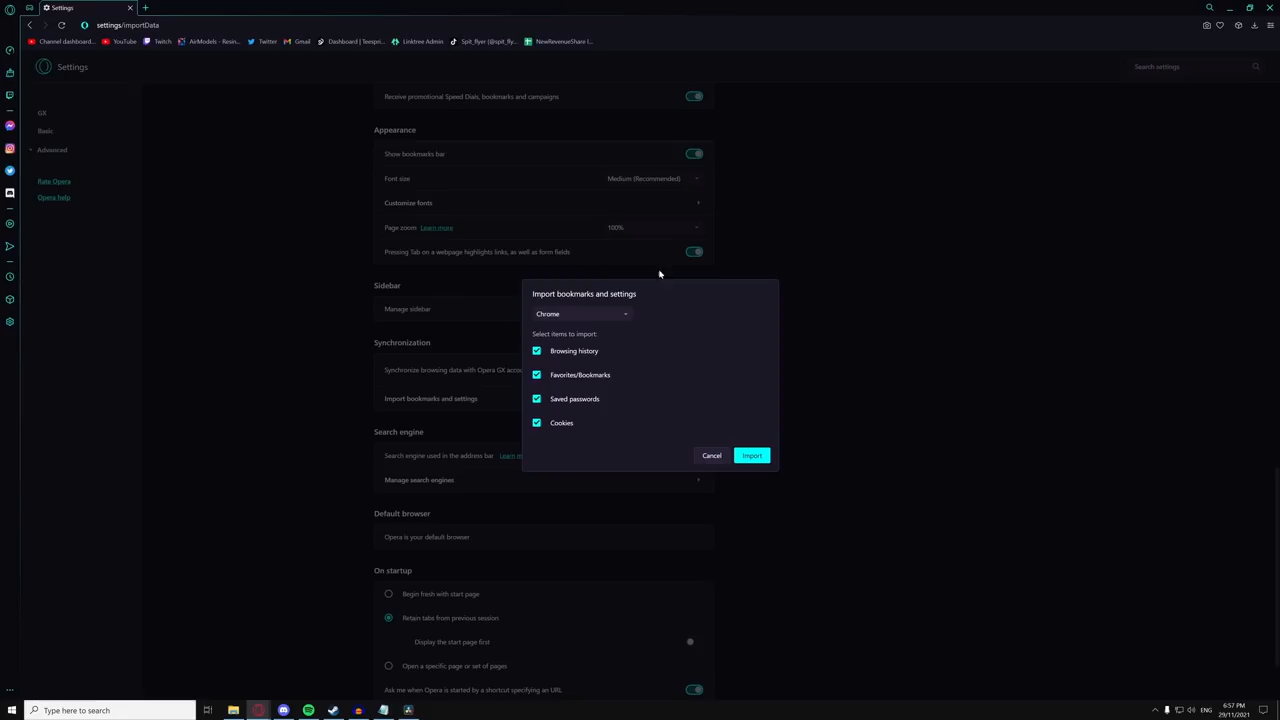 Settings
settings/importData
Channel dashboard...
YouTube
Twitch
AirModels - Resin...
Twitter
Gmail
Dashboard | Teespri...
Linktree Admin
Spit_flyer (@spit_fly...
NewRevenueShare I...
Settings
Search settings
GX
Basic
Advanced
Rate Opera
Opera help
Receive promotional Speed Dials, bookmarks and campaigns
Appearance
Show bookmarks bar
Font size
Medium (Recommended)
Customize fonts
Page zoom Learn more
100%
Pressing Tab on a webpage highlights links, as well as form fields
Sidebar
Manage sidebar
Synchronization
Synchronize browsing data with Opera GX accou
Import bookmarks and settings
Search engine
Search engine used in the address bar Learn m
Manage search engines
Default browser
Opera is your default browser
On startup
Begin fresh with start page
Retain tabs from previous session
Display the start page first
Open a specific page or set of pages
Ask me when Opera is started by a shortcut specifying an URL
Import bookmarks and settings
Chrome
Select items to import:
Browsing history
Favorites/Bookmarks
Saved passwords
Cookies
Cancel
Import
Type here to search
ENG
6:57 PM
29/11/2021